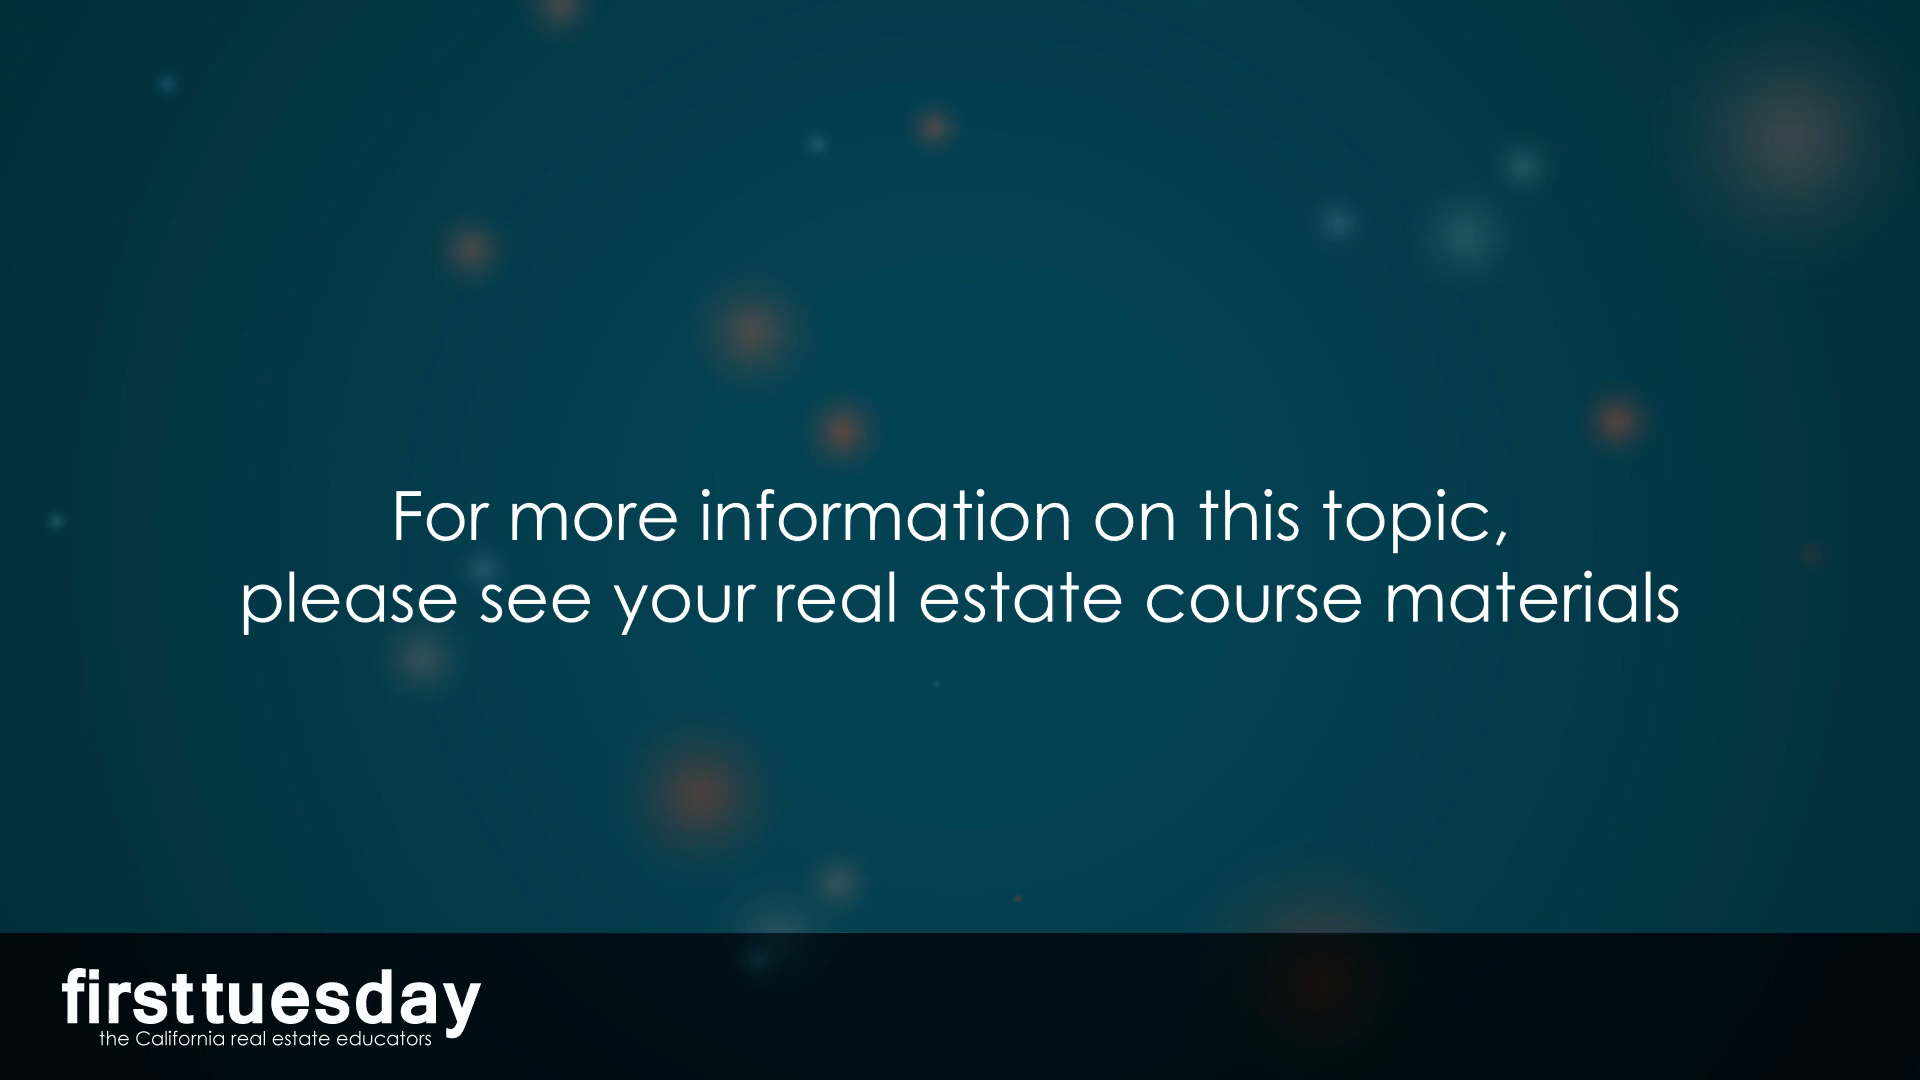 For more information on this topic,
please see your real estate course materials
firsttuesday
the California real estate educators